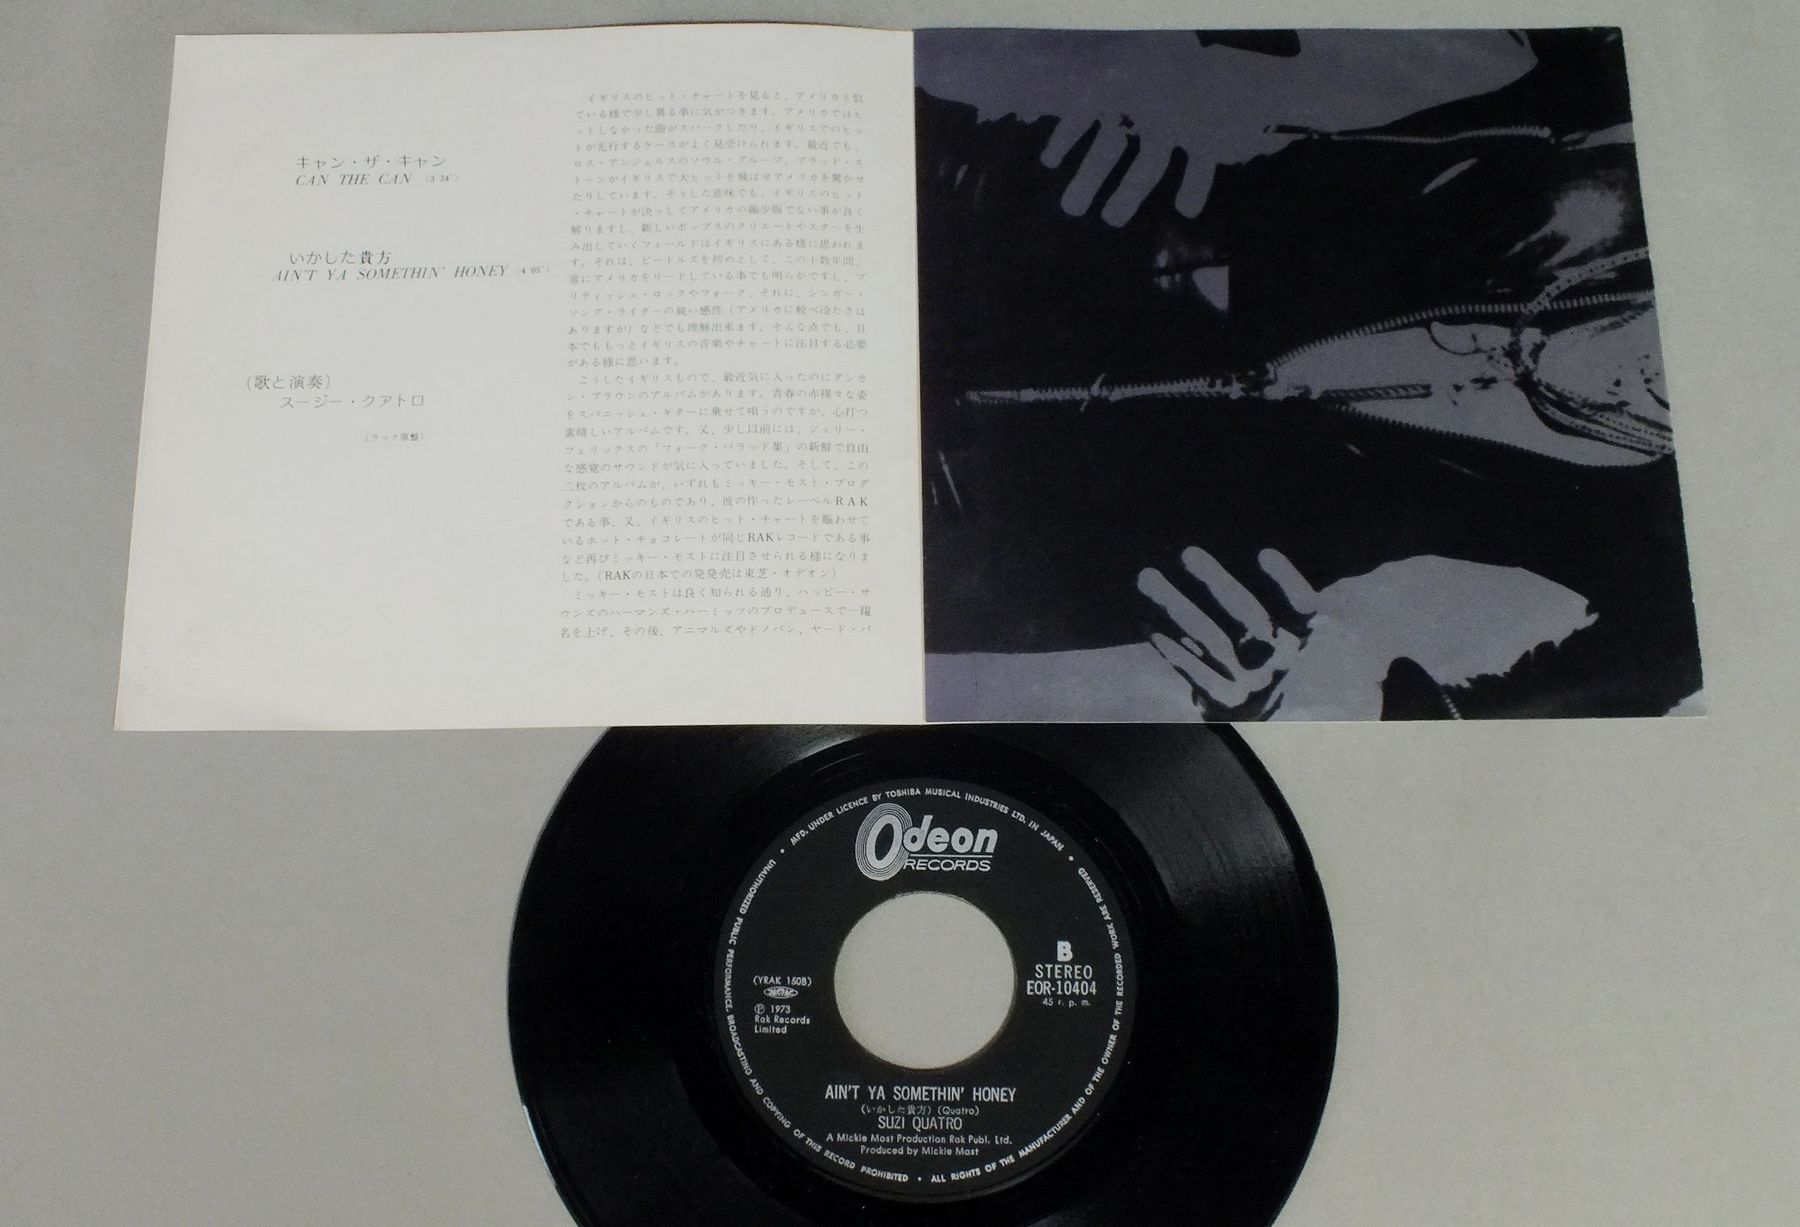 キャン・ザ・キャン
CAN THE CAN (3'34")
いかした貴方
AIN'T YA SOMETHIN' HONEY (4'05")
(歌と演奏)
スージー・クアトロ
(ラック原盤)
イギリスのヒット・チャートを見ると、アメリカと似
ている様で少し異る事に気がつきます。アメリカではヒ
ットしなかった曲がスパークしたり、イギリスでのヒッ
トが先行するケースがよく見受けられます。最近でも、
ロス・アンジェルスのソウル・グループ、ブラッド・ス
トーンがイギリスで大ヒットを飛ばせアメリカを驚かせ
たりしています。そうした意味でも、イギリスのヒット
・チャートが決ってアメリカの縮少版でない事が良く
解りますし、新しいポップスのクリエートやスターを生
み出していくフィールドはイギリスにある様に思われま
す。それは、ビートルズを初めとして、この十数年間、
常にアメリカをリードしている事でも明らかですし、ブ
リティッシュ・ロックやフォーク、それに、シンガー・
ソング・ライターの鋭い感性(アメリカに較べ冷たさは
ありますが)などでも理解出来ます。そんな点でも、日
本でももっとイギリスの音楽やチャートに注目する必要
がある様に思います。
こうしたイギリスもので、最近気に入ったのにダンカ
ン・ブラウンのアルバムがあります。青春の赤裸々な姿
をスパニッシュ・ギターに乗せて唄うのですが、心打つ
素晴しいアルバムです。又、少し以前には、ジュリー・
フェリックスの「フォーク・バラッド集」の新鮮で自由
な感覚のサウンドが気に入っていました。そして、この
二枚のアルバムが、いずれもミッキー・モスト・プロダ
クションからのものであり、彼の作ったレーベルRAK
である事、又、イギリスのヒット・チャートを賑わせて
いるホット・チョコレートが同じRAKレコードである事
など再びミッキー・モストに注目させられる様になりま
した。(RAKの日本での発発売は東芝・オデオン)
ミッキー・モストは良く知られる通り、ハッピー・サ
ウンズのハーマンズ・ハーミッツのプロデュースで一躍
名を上げ、その後、アニマルズやドノバン、ヤード・バ
MFD. UNDER LICENCE BY TOSHIBA MUSICAL INDUSTRIES LTD. IN JAPAN
Odeon
RECORDS
B
STEREO
EOR-10404
45 r. p. m.
(YRAK 150B)
℗ 1973
Rak Records
Limited
AIN'T YA SOMETHIN' HONEY
(いかした貴方) (Quatro)
SUZI QUATRO
A Mickie Most Production Rak Publ. Ltd.
Produced by Mickie Most
UNAUTHORIZED PUBLIC PERFORMANCE, BROADCASTING AND COPYING OF THIS RECORD PROHIBITED • ALL RIGHTS OF THE MANUFACTURER AND OF THE OWNER OF THE RECORDED WORK ARE RESERVED